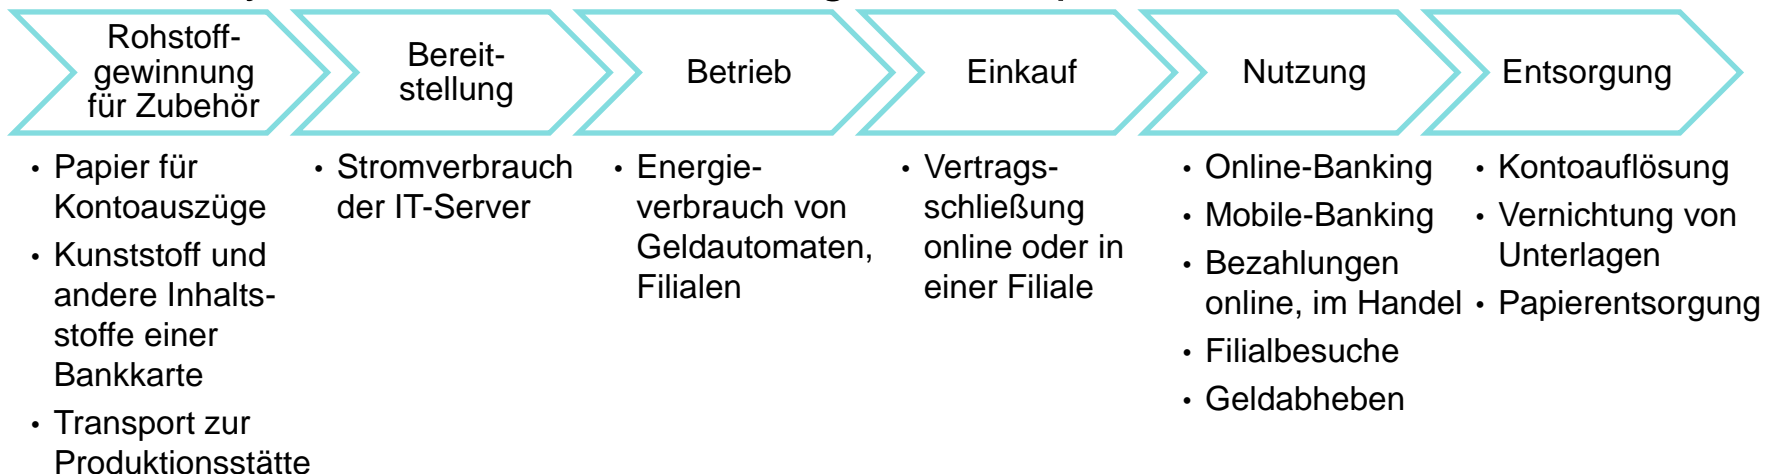 Rohstoff-
gewinnung
für Zubehör
Bereit-
stellung
Betrieb
Einkauf
Nutzung
Entsorgung
• Papier für
Kontoauszüge
• Kunststoff und
andere Inhalts-
stoffe einer
Bankkarte
• Transport zur
Produktionsstätte
• Stromverbrauch
der IT-Server
• Energie-
verbrauch von
Geldautomaten,
Filialen
• Vertrags-
schließung
online oder in
einer Filiale
• Online-Banking
• Mobile-Banking
• Bezahlungen
online, im Handel
• Filialbesuche
• Geldabheben
• Kontoauflösung
• Vernichtung von
Unterlagen
• Papierentsorgung